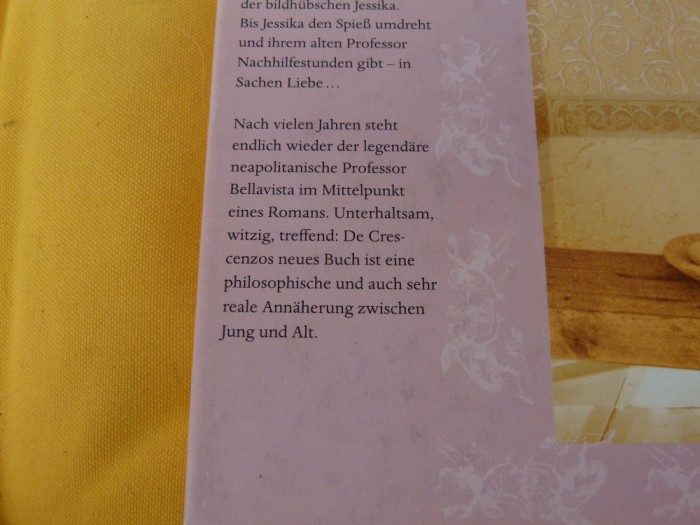 der bildhübschen Jessika.
Bis Jessika den Spieß umdreht
und ihrem alten Professor
Nachhilfestunden gibt – in
Sachen Liebe ...
Nach vielen Jahren steht
endlich wieder der legendäre
neapolitanische Professor
Bellavista im Mittelpunkt
eines Romans. Unterhaltsam,
witzig, treffend: De Cres-
cenzos neues Buch ist eine
philosophische und auch sehr
reale Annäherung zwischen
Jung und Alt.